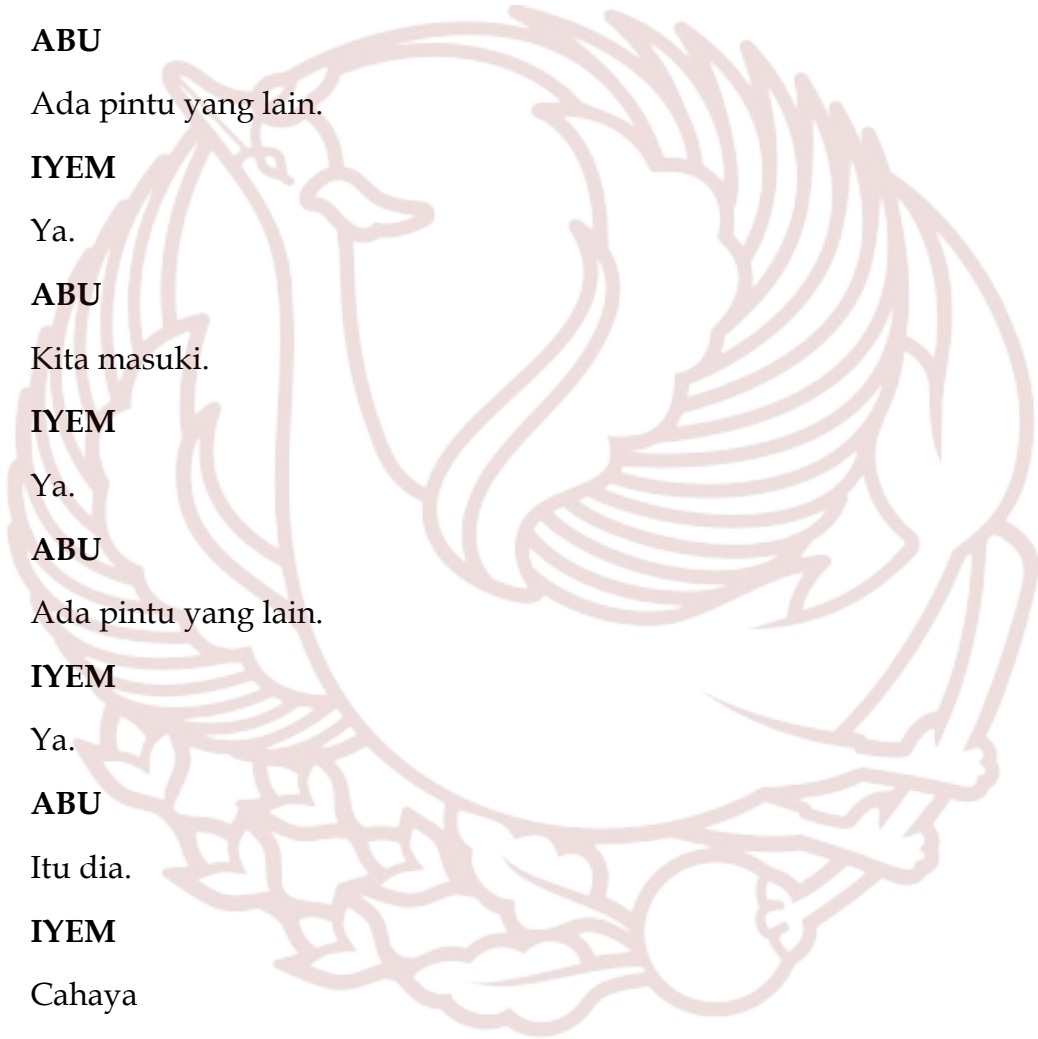 ABU
Ada pintu yang lain.
IYEM
Ya.
ABU
Kita masuki.
IYEM
Ya.
ABU
Ada pintu yang lain.
IYEM
Ya.
ABU
Itu dia.
IYEM
Cahaya